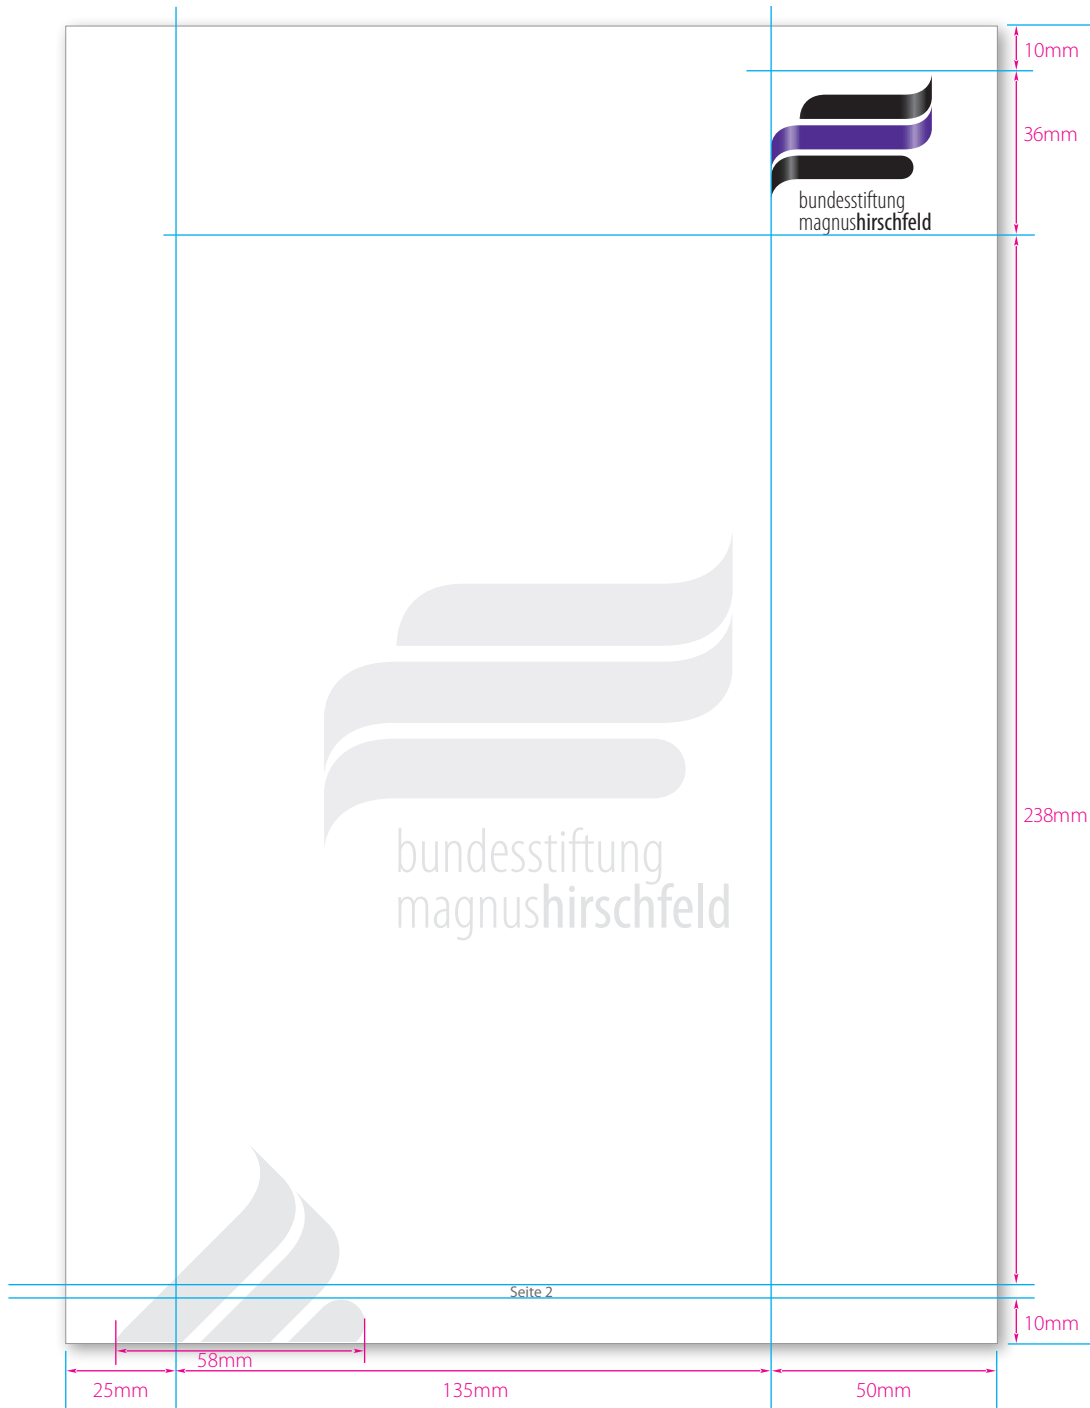 10mm
36mm
bundesstiftung
magnushirschfeld
238mm
bundesstiftung
magnushirschfeld
Seite 2
10mm
58mm
25mm
135mm
50mm